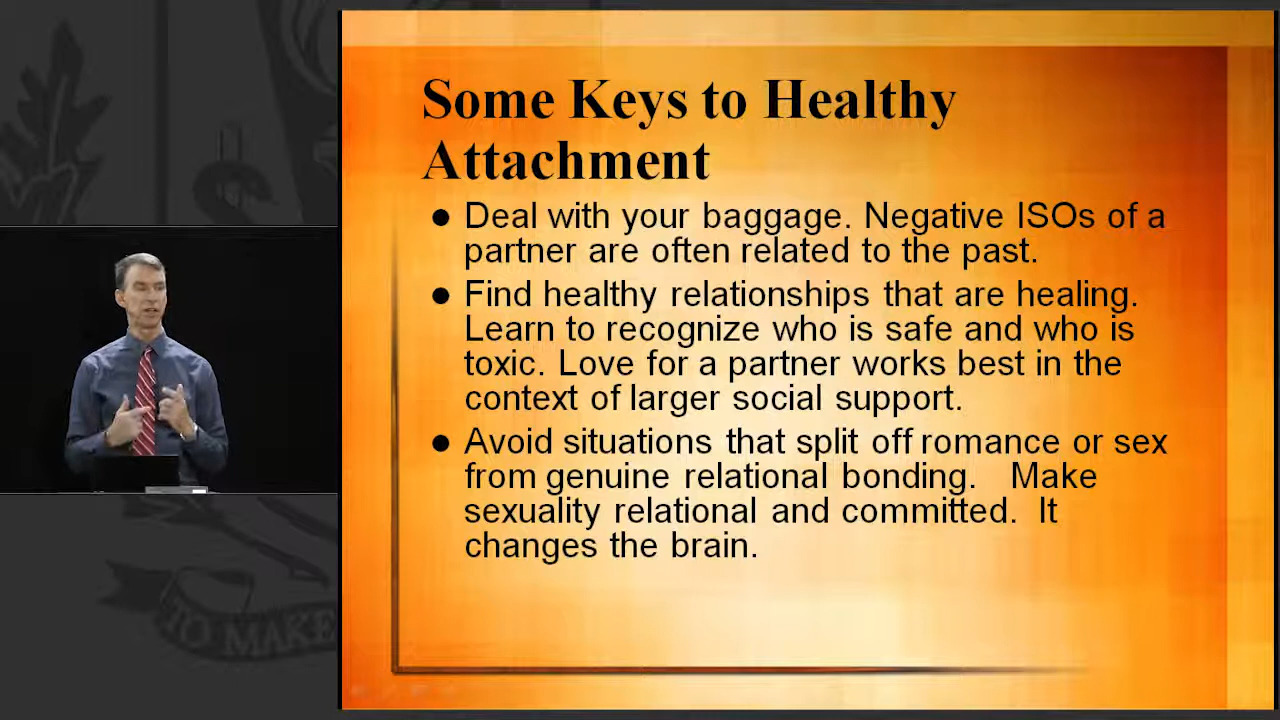 Some Keys to Healthy
Attachment
● Deal with your baggage. Negative ISOs of a
partner are often related to the past.
● Find healthy relationships that are healing.
Learn to recognize who is safe and who is
toxic. Love for a partner works best in the
context of larger social support.
● Avoid situations that split off romance or sex
from genuine relational bonding. Make
sexuality relational and committed. It
changes the brain.
TO MAKE